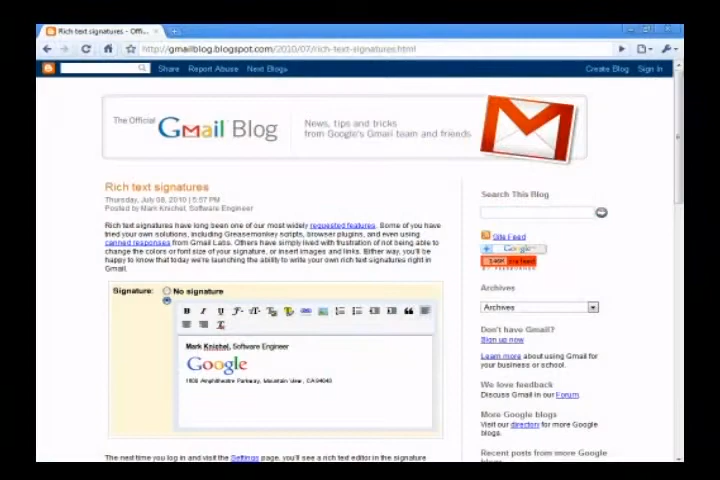 Rich text signatures - Offi...
http://gmailblog.blogspot.com/2010/07/rich-text-signatures.html
Share Report Abuse Next Blog»
Create Blog Sign In
The Official Gmail Blog
News, tips and tricks
from Google's Gmail team and friends
Rich text signatures
Thursday, July 08, 2010 | 5:57 PM
Posted by Mark Knichel, Software Engineer
Rich text signatures have long been one of our most widely requested features. Some of you have
tried your own solutions, including Greasemonkey scripts, browser plugins, and even using
canned responses from Gmail Labs. Others have simply lived with frustration of not being able to
change the colors or font size of your signature, or insert images and links. Either way, you'll be
happy to know that today we're launching the ability to write your own rich text signatures right in
Gmail.
Signature: No signature
B I U
Mark Knichel, Software Engineer
Google
1600 Amphitheatre Parkway, Mountain View, CA 94043
The next time you log in and visit the Settings page, you'll see a rich text editor in the signature
Search This Blog
Site Feed
Google
Archives
Archives
Don't have Gmail?
Sign up now
Learn more about using Gmail for
your business or school.
We love feedback
Discuss Gmail in our Forum.
More Google blogs
Visit our directory for more Google
blogs.
Recent posts from more Google